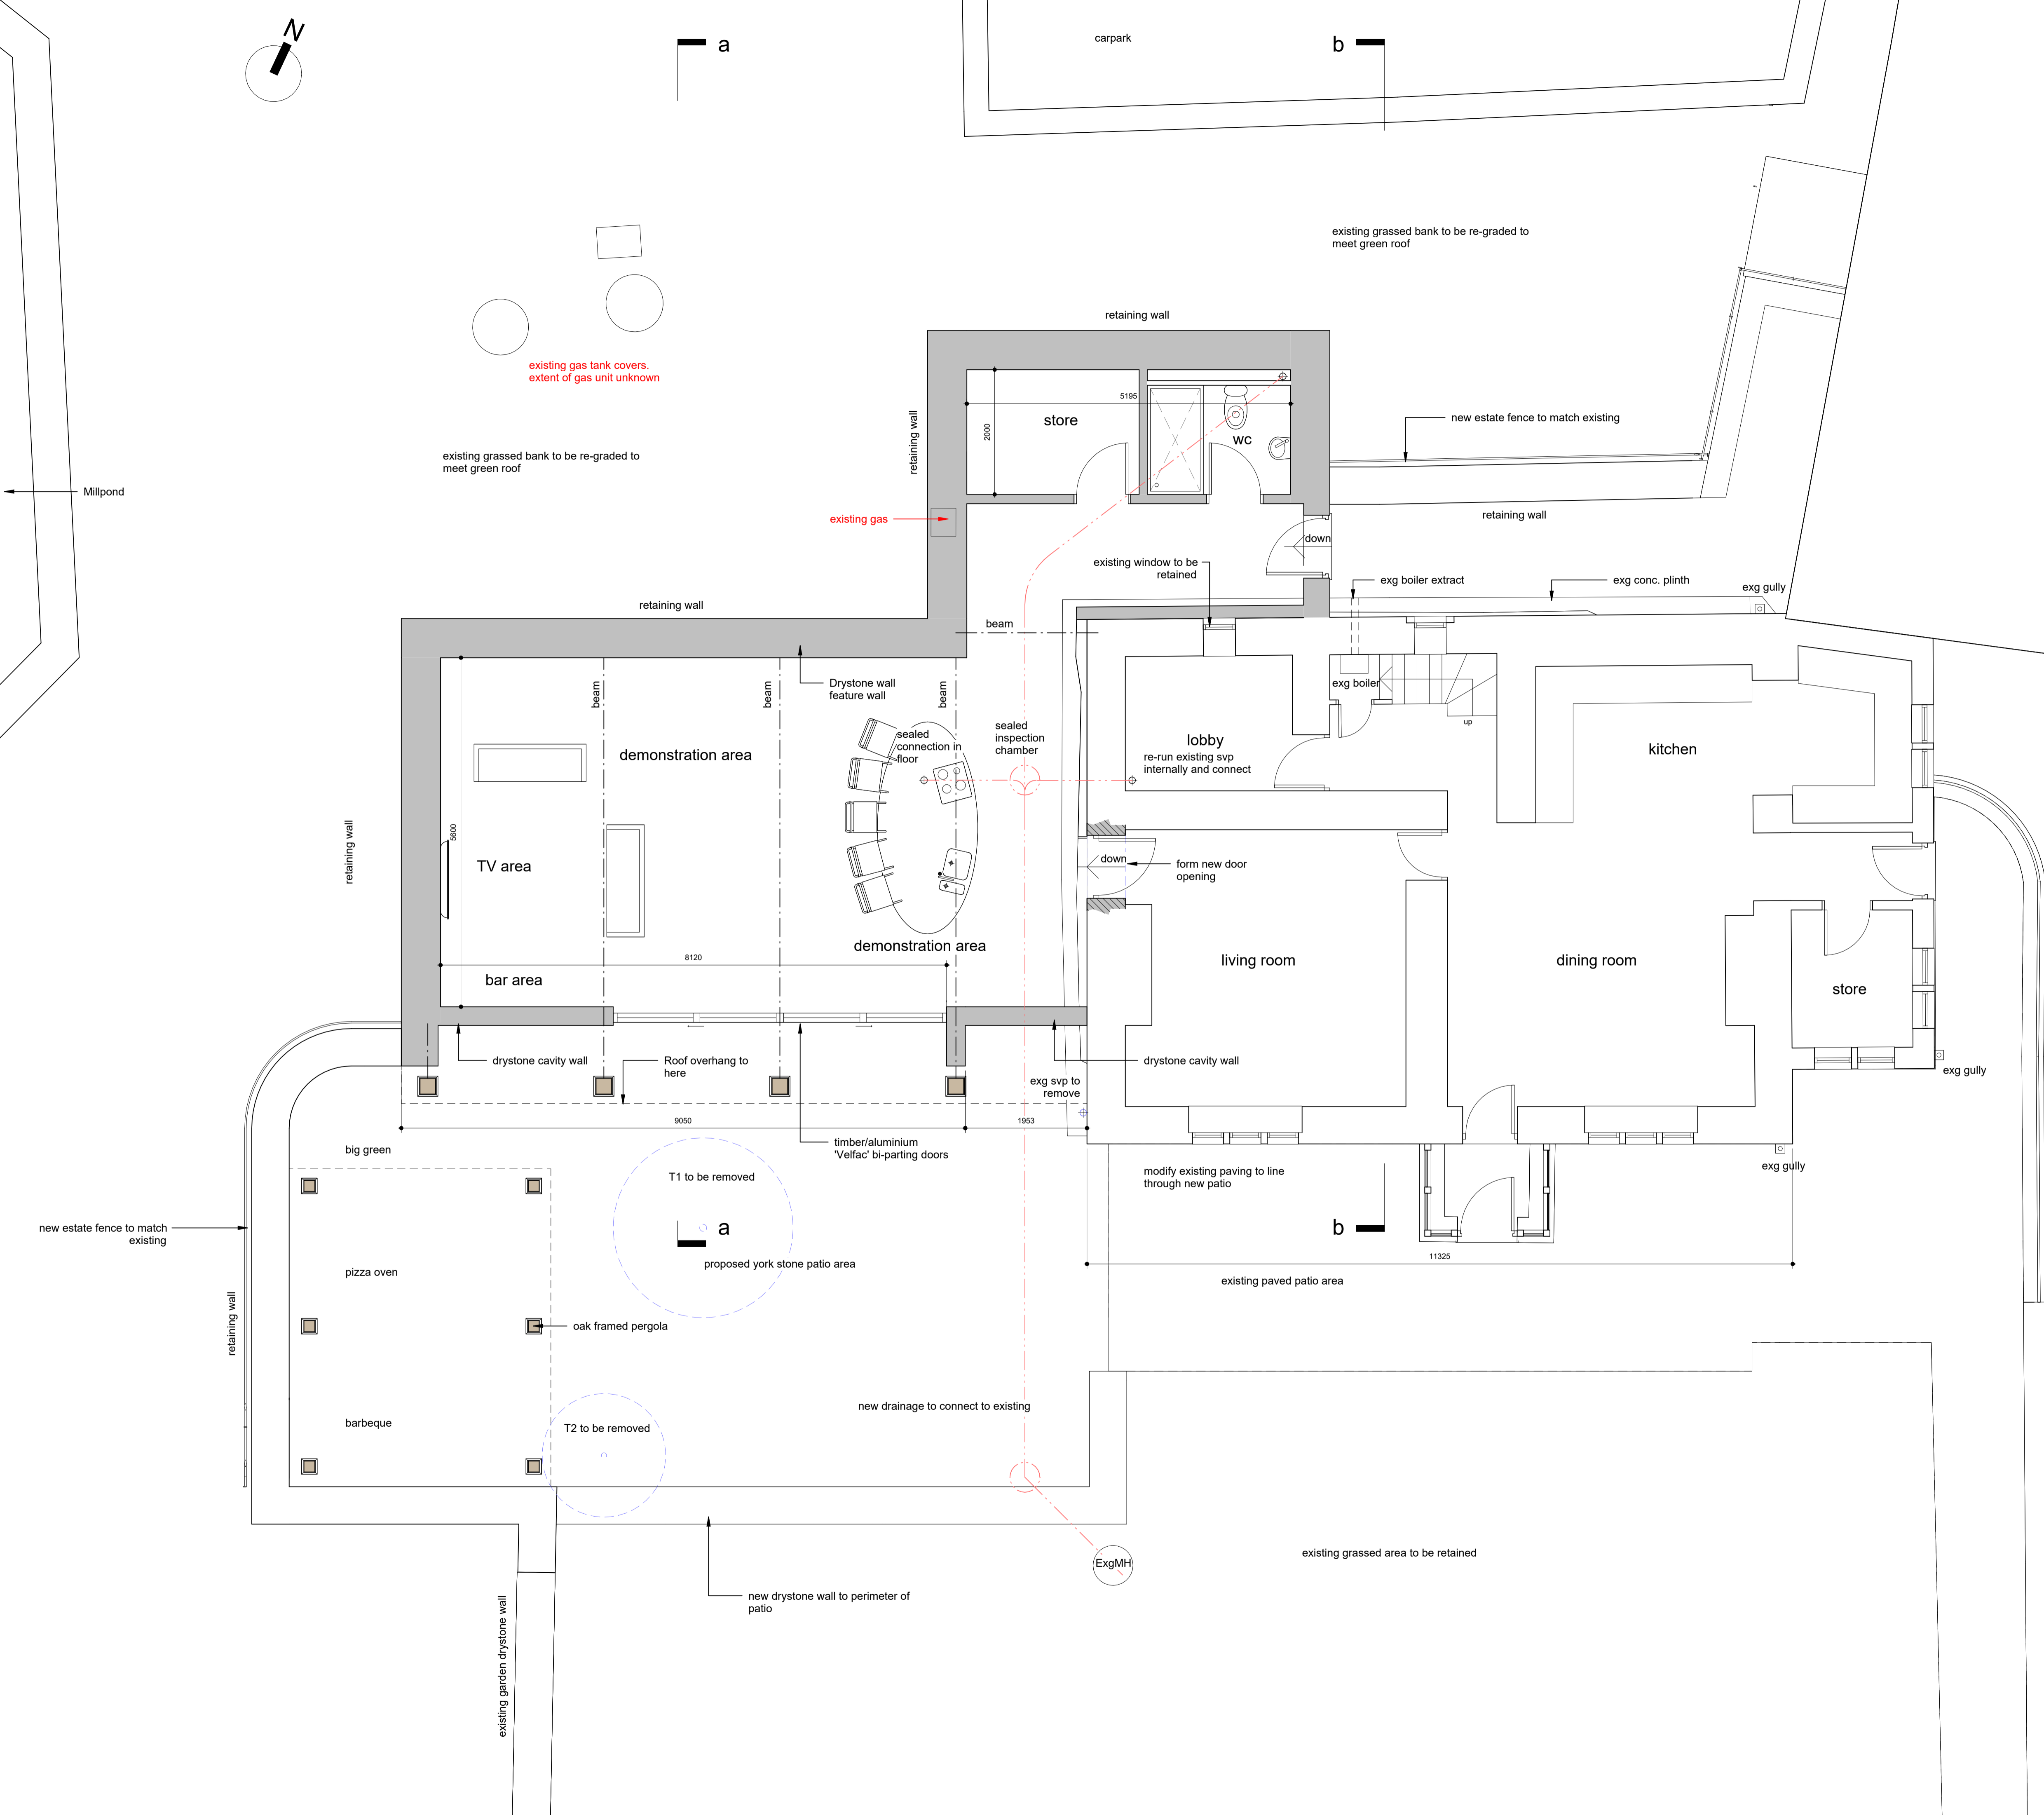 N
a
carpark
b
existing grassed bank to be re-graded to
meet green roof
retaining wall
existing gas tank covers.
extent of gas unit unknown
5195
store
2000
wc
retaining wall
new estate fence to match existing
existing grassed bank to be re-graded to
meet green roof
Millpond
existing gas
retaining wall
down
existing window to be
retained
exg boiler extract
exg conc. plinth
exg gully
retaining wall
beam
Drystone wall
feature wall
exg boiler
beam
beam
beam
up
sealed
connection in
floor
sealed
inspection
chamber
lobby
re-run existing svp
internally and connect
kitchen
demonstration area
5600
retaining wall
TV area
down
form new door
opening
demonstration area
8120
living room
dining room
bar area
store
drystone cavity wall
Roof overhang to
here
drystone cavity wall
exg gully
exg svp to
remove
9050
1953
big green
timber/aluminium
'Velfac' bi-parting doors
T1 to be removed
modify existing paving to line
through new patio
exg gully
new estate fence to match
existing
a
b
11325
proposed york stone patio area
pizza oven
existing paved patio area
retaining wall
oak framed pergola
barbeque
T2 to be removed
new drainage to connect to existing
ExgMH
existing grassed area to be retained
new drystone wall to perimeter of
patio
existing garden drystone wall